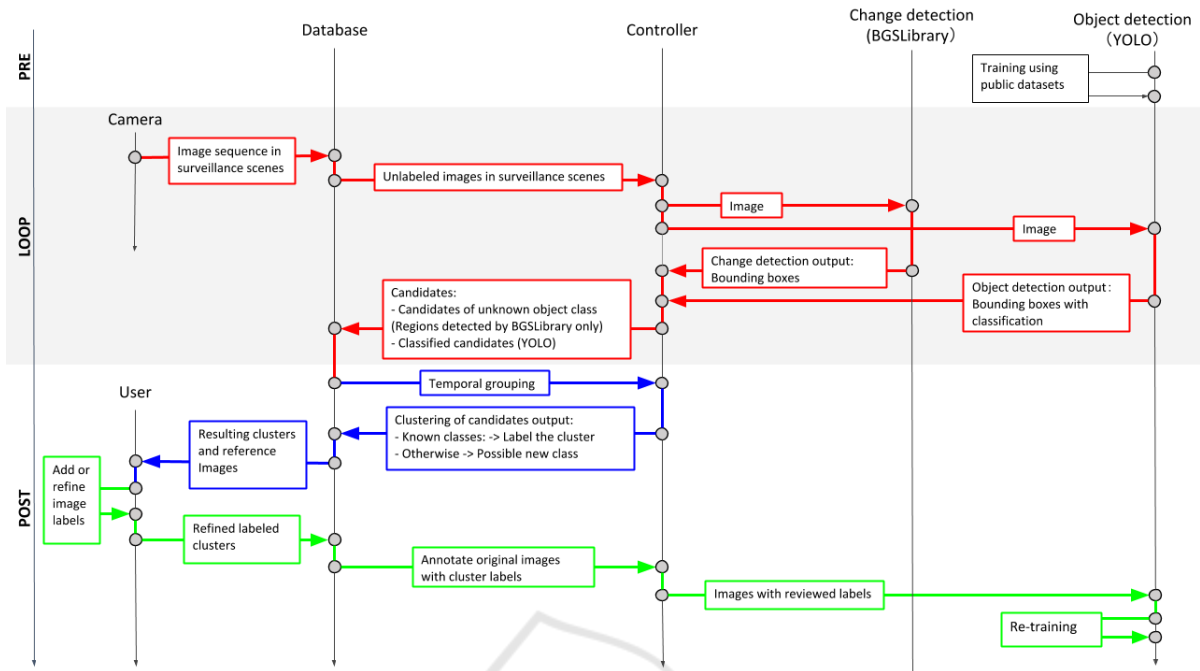 Change detection
(BGSLibrary)
Object detection
(YOLO)
Database
Controller
PRE
Training using
public datasets
LOOP
Camera
Image sequence in
surveillance scenes
Unlabeled images in surveillance scenes
Image
Image
Change detection output:
Bounding boxes
Object detection output:
Bounding boxes with
classification
Candidates:
- Candidates of unknown object class
(Regions detected by BGSLibrary only)
- Classified candidates (YOLO)
POST
User
Temporal grouping
Clustering of candidates output:
- Known classes: -> Label the cluster
- Otherwise -> Possible new class
Resulting clusters
and reference
Images
Add or
refine
image
labels
Refined labeled
clusters
Annotate original images
with cluster labels
Images with reviewed labels
Re-training